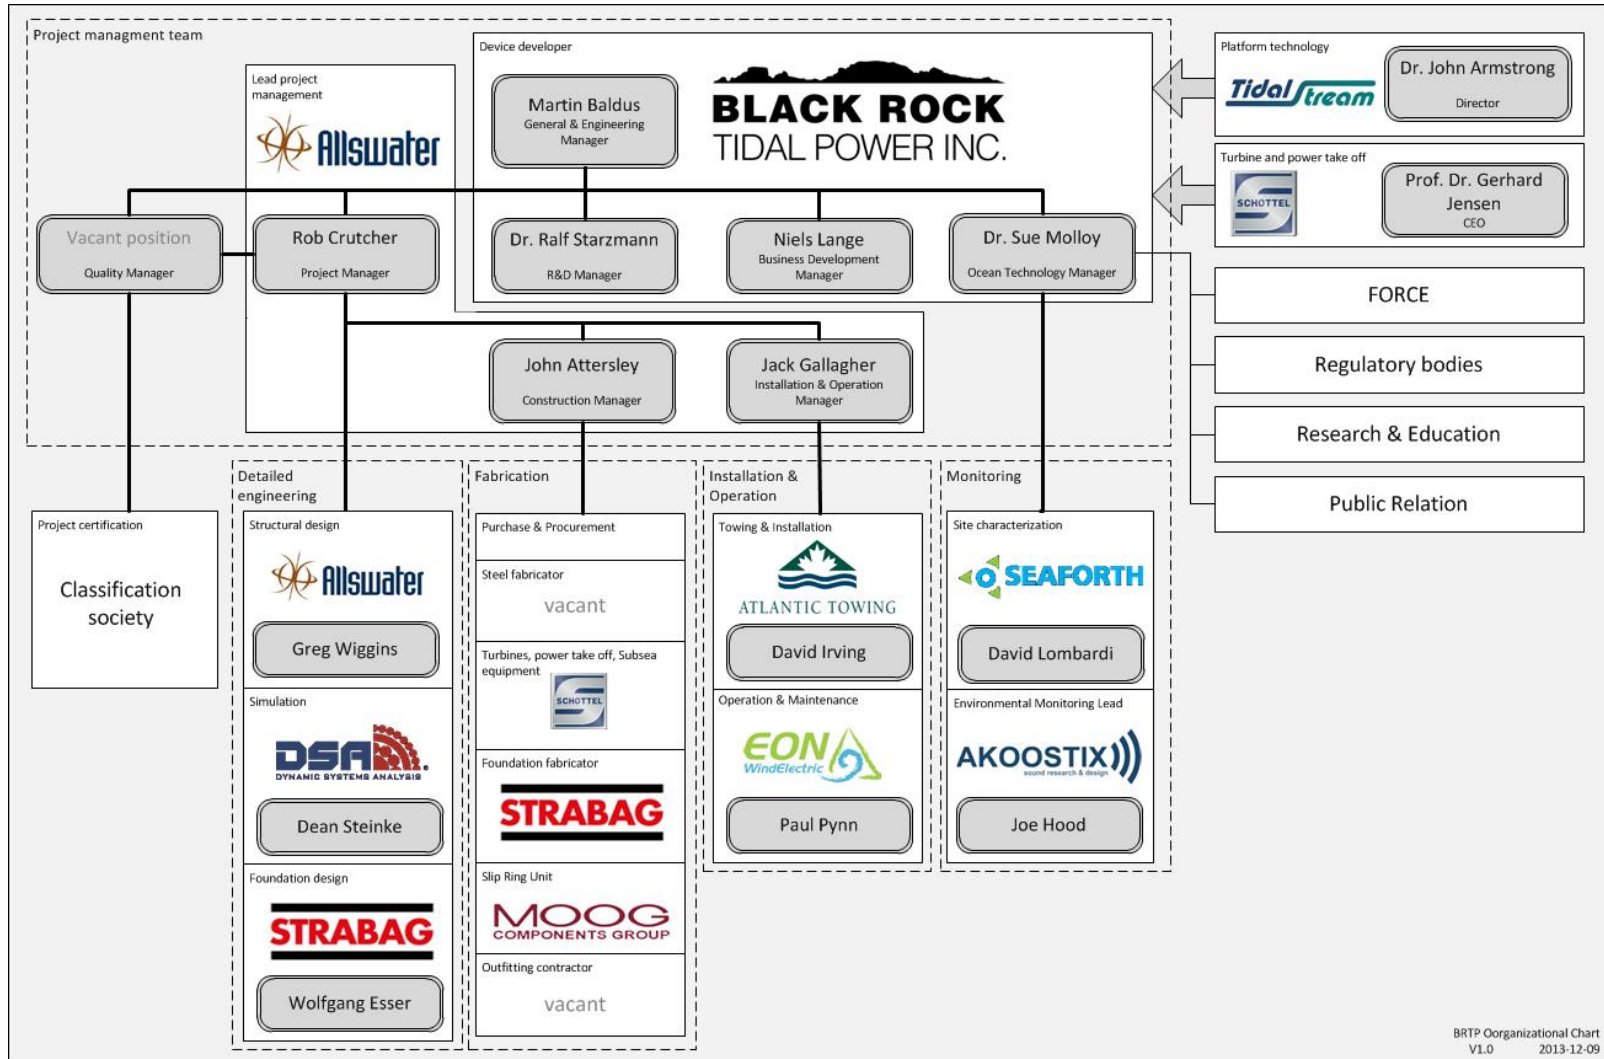 Project managment team
Device developer
Lead project
management
Allswater
Martin Baldus
General & Engineering
Manager
BLACK ROCK
TIDAL POWER INC.
Platform technology
Tidal Stream
Dr. John Armstrong
Director
Turbine and power take off
SCHOTTEL
Prof. Dr. Gerhard
Jensen
CEO
Vacant position
Quality Manager
Rob Crutcher
Project Manager
Dr. Ralf Starzmann
R&D Manager
Niels Lange
Business Development
Manager
Dr. Sue Molloy
Ocean Technology Manager
FORCE
Regulatory bodies
Research & Education
Public Relation
John Attersley
Construction Manager
Jack Gallagher
Installation & Operation
Manager
Project certification
Classification
society
Detailed
engineering
Structural design
Allswater
Greg Wiggins
Simulation
DSA
DYNAMIC SYSTEMS ANALYSIS
Dean Steinke
Foundation design
STRABAG
Wolfgang Esser
Fabrication
Purchase & Procurement
Steel fabricator
vacant
Turbines, power take off, Subsea
equipment
SCHOTTEL
Foundation fabricator
STRABAG
Slip Ring Unit
MOOG
COMPONENTS GROUP
Outfitting contractor
vacant
Installation &
Operation
Towing & Installation
ATLANTIC TOWING
David Irving
Operation & Maintenance
EON
WindElectric
Paul Pynn
Monitoring
Site characterization
SEAFORTH
David Lombardi
Environmental Monitoring Lead
AKOOSTIX
sound research & design
Joe Hood
BRTP Oorganizational Chart
V1.0 2013-12-09